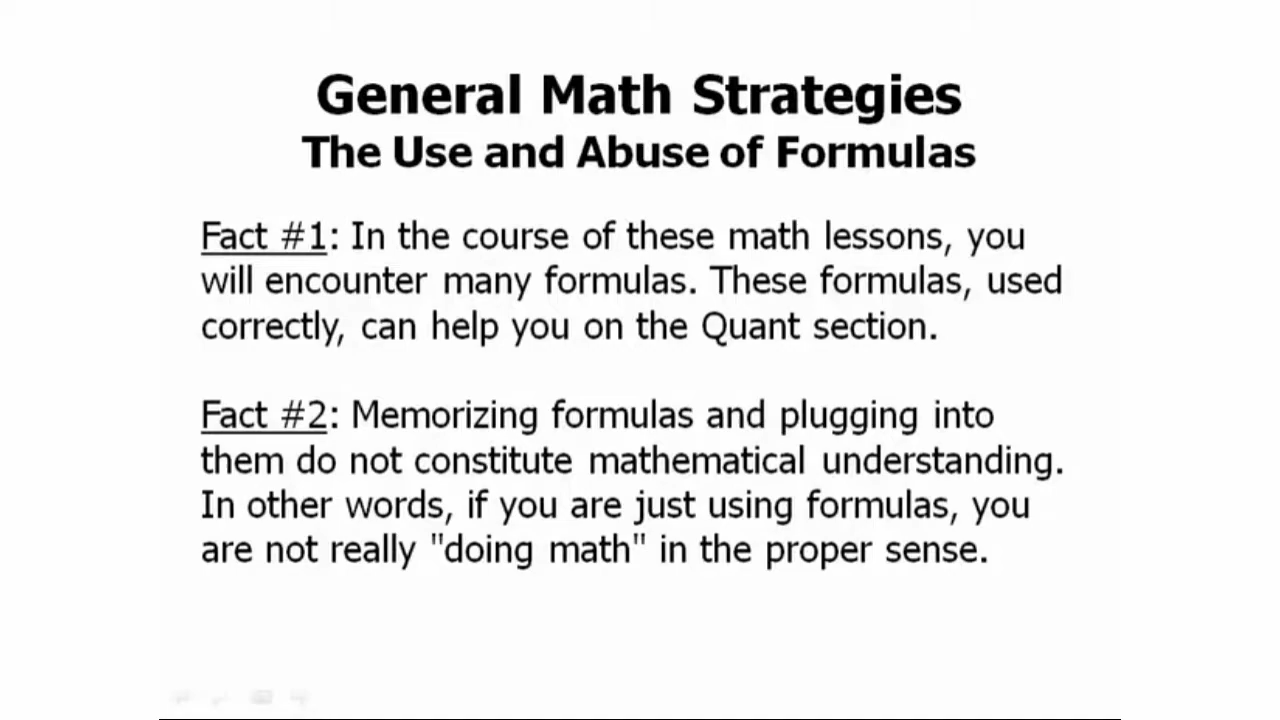 General Math Strategies
The Use and Abuse of Formulas
Fact #1: In the course of these math lessons, you
will encounter many formulas. These formulas, used
correctly, can help you on the Quant section.
Fact #2: Memorizing formulas and plugging into
them do not constitute mathematical understanding.
In other words, if you are just using formulas, you
are not really "doing math" in the proper sense.